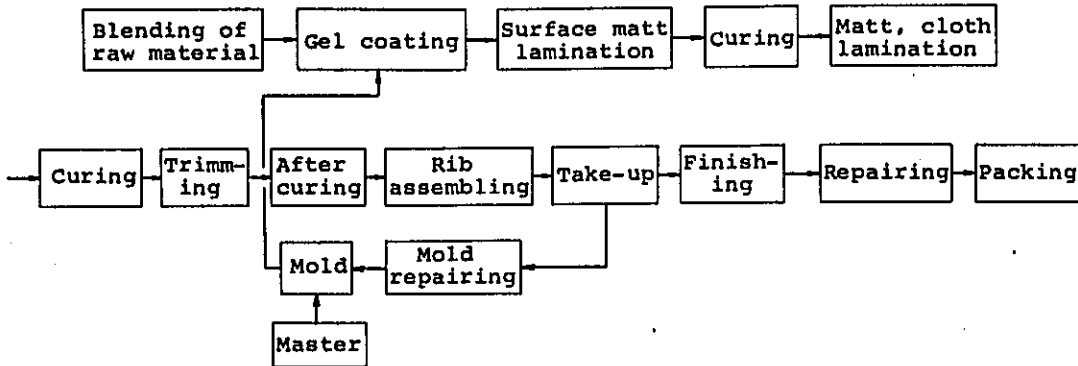 Blending of
raw material
Gel coating
Surface matt
lamination
Curing
Matt, cloth
lamination
Curing
Trimm-
ing
After
curing
Rib
assembling
Take-up
Finish-
ing
Repairing
Packing
Mold
Mold
repairing
Master